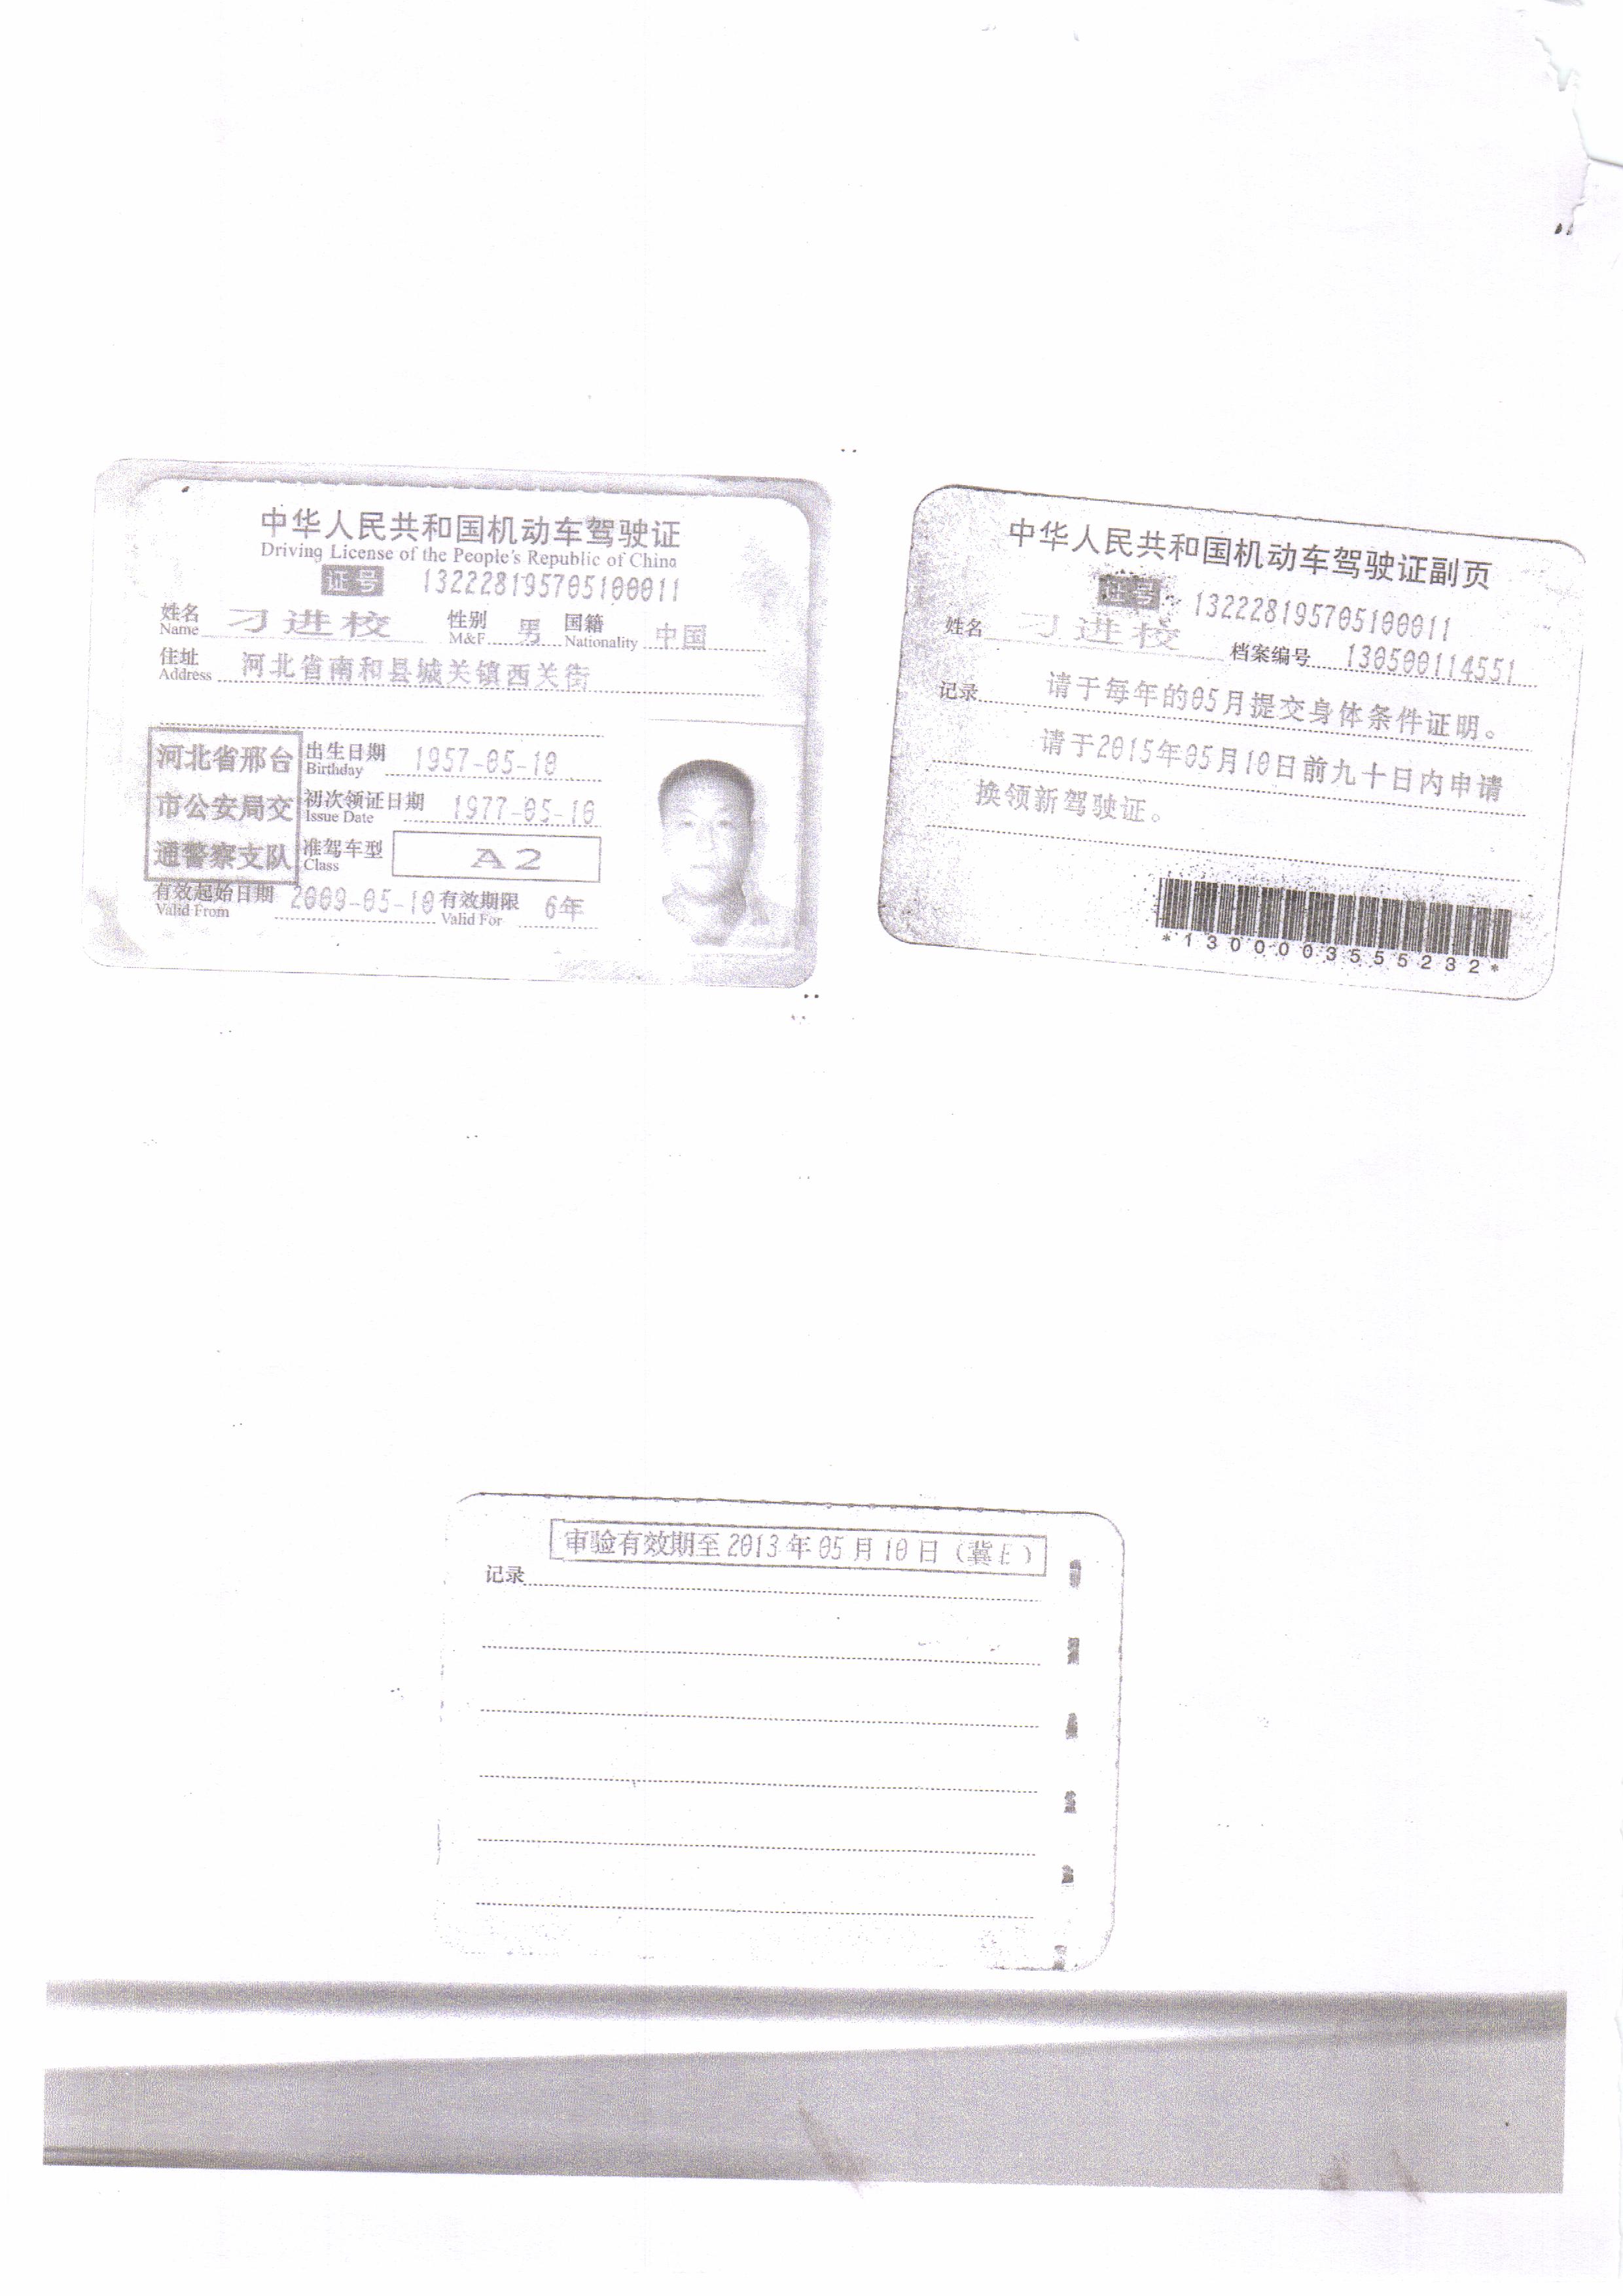 中华人民共和国机动车驾驶证
Driving License of the People's Republic of China
证号 132228195705100011
姓名 刁进校 性别 男 国籍 中国
Name M&F Nationality
住址 河北省南和县城关镇西关街
Address
河北省邢台
市公安局交
通警察支队
出生日期 1957-05-10
Birthday
初次领证日期 1977-05-10
Issue Date
准驾车型 A2
Class
有效起始日期 2009-05-10 有效期限 6年
Valid From Valid For
中华人民共和国机动车驾驶证副页
证号 132228195705100011
姓名 刁进校 档案编号 130500114551
记录 请于每年的05月提交身体条件证明。
请于2015年05月10日前九十日内申请
换领新驾驶证。
*1300003555232*
审验有效期至 2013 年 05 月 10 日（冀E）
记录